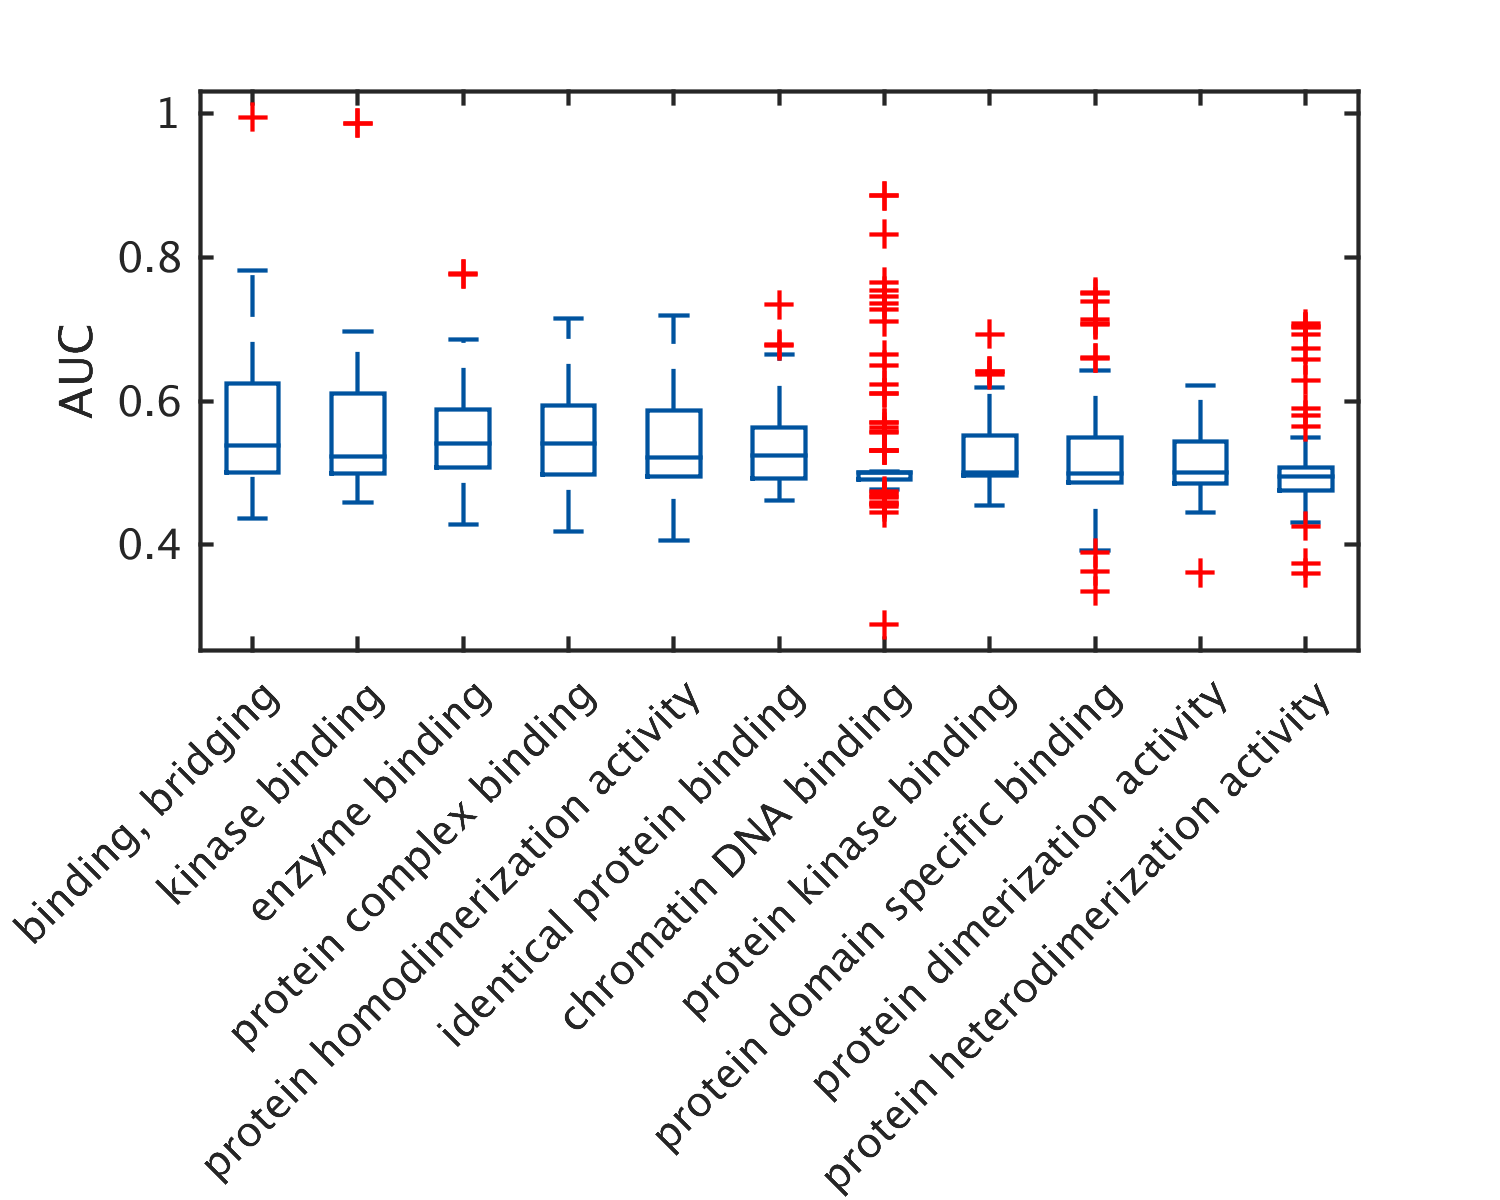 1
0.8
0.6
0.4
AUC
binding, bridging
kinase binding
enzyme binding
protein complex binding
protein homodimerization activity
identical protein binding
chromatin DNA binding
protein kinase binding
protein domain specific binding
protein dimerization activity
protein heterodimerization activity